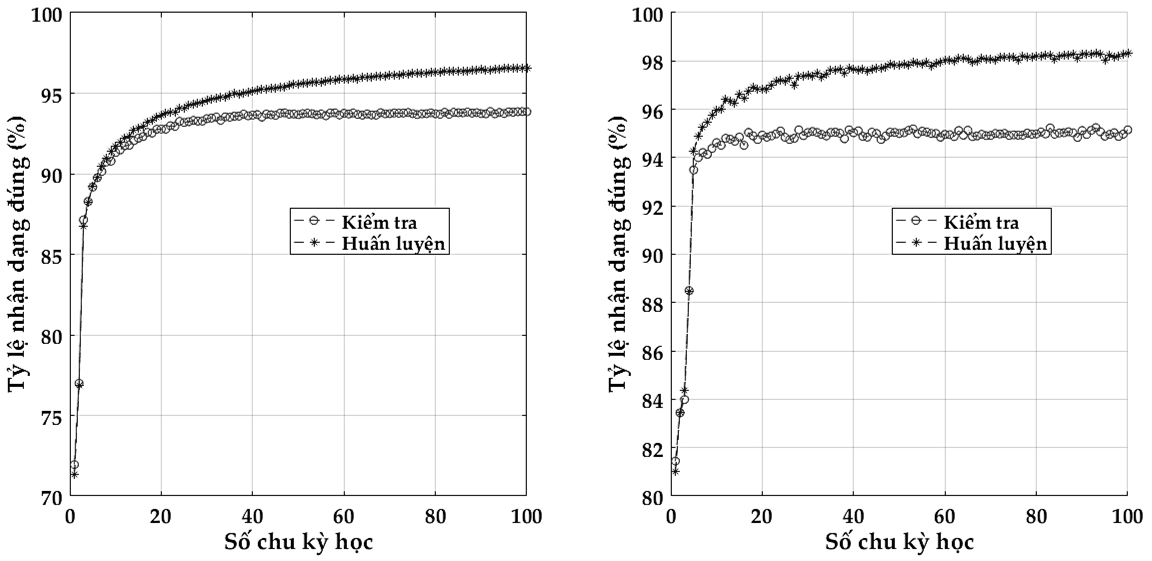 100
95
90
85
80
75
70
Tỷ lệ nhận dạng đúng (%)
Kiểm tra
Huấn luyện
0 20 40 60 80 100
Số chu kỳ học
100
98
96
94
92
90
88
86
84
82
80
Tỷ lệ nhận dạng đúng (%)
Kiểm tra
Huấn luyện
0 20 40 60 80 100
Số chu kỳ học